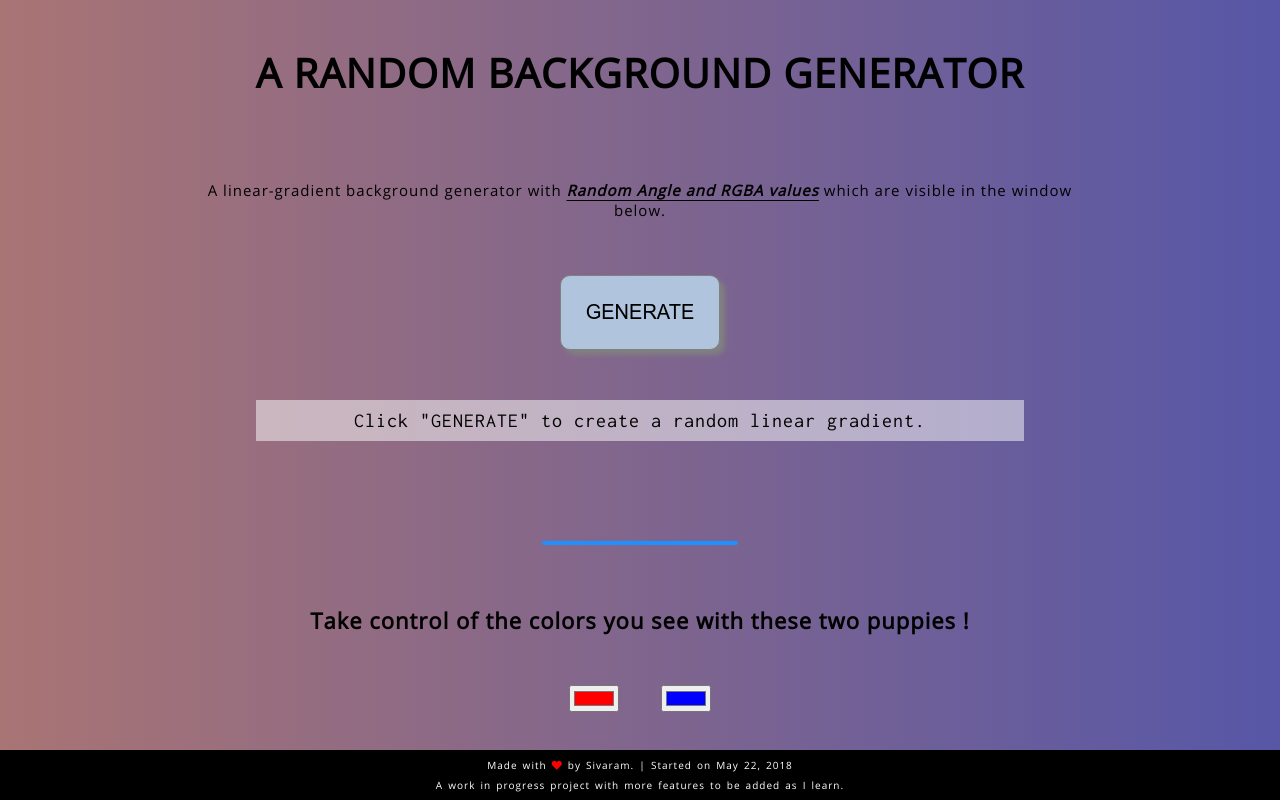 A RANDOM BACKGROUND GENERATOR
A linear-gradient background generator with Random Angle and RGBA values which are visible in the window
below.
GENERATE
Click "GENERATE" to create a random linear gradient.
Take control of the colors you see with these two puppies !
Made with ❤ by Sivaram. | Started on May 22, 2018
A work in progress project with more features to be added as I learn.